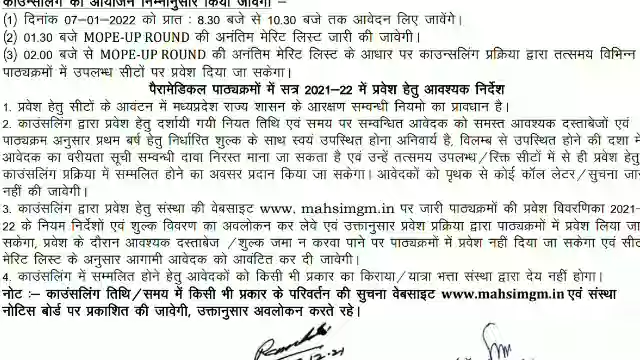 काउन्सलिंग का आयोजन निम्नानुसार किया जावेगा –
(1) दिनांक 07-01-2022 को प्रात : 8.30 बजे से 10.30 बजे तक आवेदन लिए जावेंगे।
(2) 01.30 बजे MOPE-UP ROUND की अनंतिम मेरिट लिस्ट जारी की जावेगी।
(3) 02.00 बजे से MOPE-UP ROUND की अनंतिम मेरिट लिस्ट के आधार पर काउन्सलिंग प्रक्रिया द्वारा तत्समय विभिन्न
पाठ्यक्रमों में उपलब्ध सीटों पर प्रवेश दिया जा सकेगा।
पैरामेडिकल पाठ्यक्रमों में सत्र 2021–22 में प्रवेश हेतु आवश्यक निर्देश
1. प्रवेश हेतु सीटों के आवंटन में मध्यप्रदेश राज्य शासन के आरक्षण सम्बन्धी नियमो का प्रावधान है।
2. काउंसलिंग द्वारा प्रवेश हेतु दर्शायी गयी नियत तिथि एवं समय पर सम्बन्धित आवेदक को समस्त आवश्यक दस्ताबेजों एवं
पाठ्यक्रम अनुसार प्रथम बर्ष हेतु निर्धारित शुल्क के साथ स्वयं उपस्थित होना अनिवार्य है, विलम्ब से उपस्थित होने की दशा में
आवेदक का वरीयता सूची सम्बन्धी दावा निरस्त माना जा सकता है एवं उन्हें तत्समय उपलब्ध/रिक्त सीटों में से ही प्रवेश हेतु
काउंसलिंग प्रक्रिया में सम्मलित होने का अवसर प्रदान किया जा सकेगा। आवेदकों को पृथक से कोई कॉल लेटर/सुचना जारी
नहीं की जावेगी।
3. काउंसलिंग द्वारा प्रवेश हेतु संस्था की वेबसाइट www. mahsimgm.in पर जारी पाठ्यक्रमों की प्रवेश विवरणिका 2021-
22 के नियम निर्देशों एवं शुल्क विवरण का अवलोकन कर लेवे एवं उक्तानुसार प्रवेश प्रक्रिया द्वारा पाठ्यक्रमों में प्रवेश लिया जा
सकेगा, प्रवेश के दौरान आवश्यक दस्ताबेज /शुल्क जमा न करवा पाने पर पाठ्यक्रमों में प्रवेश नहीं दिया जा सकेगा एवं सीट
मेरिट लिस्ट के अनुसार आगामी आवेदक को आवंटित कर दी जावेगी।
4. काउंसलिंग में सम्मलित होने हेतु आवेदकों को किसी भी प्रकार का किराया/यात्रा भत्ता संस्था द्वारा देय नहीं होगा।
नोट :– काउंसलिंग तिथि/समय में किसी भी प्रकार के परिवर्तन की सुचना वेबसाइट www.mahsimgm.in एवं संस्था
नोटिस बोर्ड पर प्रकाशित की जावेगी, उक्तानुसार अवलोकन करते रहे।